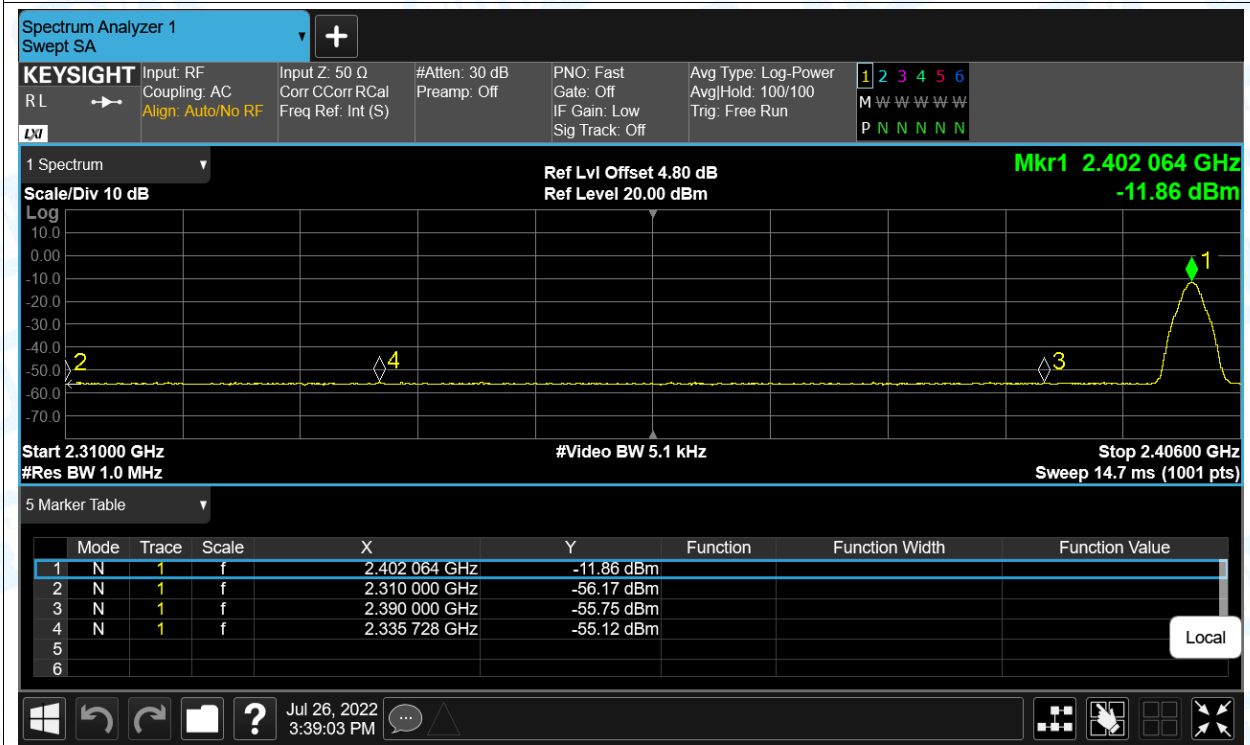 Spectrum Analyzer 1
Swept SA
KEYSIGHT
R L
LXI
Input: RF
Coupling: AC
Align: Auto/No RF
Input Z: 50 Ω
Corr CCorr RCal
Freq Ref: Int (S)
#Atten: 30 dB
Preamp: Off
PNO: Fast
Gate: Off
IF Gain: Low
Sig Track: Off
Avg Type: Log-Power
Avg|Hold: 100/100
Trig: Free Run
1 2 3 4 5 6
M W W W W W
P N N N N N
1 Spectrum
Scale/Div 10 dB
Ref Lvl Offset 4.80 dB
Ref Level 20.00 dBm
Mkr1 2.402 064 GHz
-11.86 dBm
Log
10.0
0.00
-10.0
-20.0
-30.0
-40.0
-50.0
-60.0
-70.0
1
2
4
3
Start 2.31000 GHz
#Video BW 5.1 kHz
Stop 2.40600 GHz
#Res BW 1.0 MHz
Sweep 14.7 ms (1001 pts)
5 Marker Table
Mode Trace Scale X Y Function Function Width Function Value
1 N 1 f 2.402 064 GHz -11.86 dBm
2 N 1 f 2.310 000 GHz -56.17 dBm
3 N 1 f 2.390 000 GHz -55.75 dBm
4 N 1 f 2.335 728 GHz -55.12 dBm
5
6
Local
?
Jul 26, 2022
3:39:03 PM